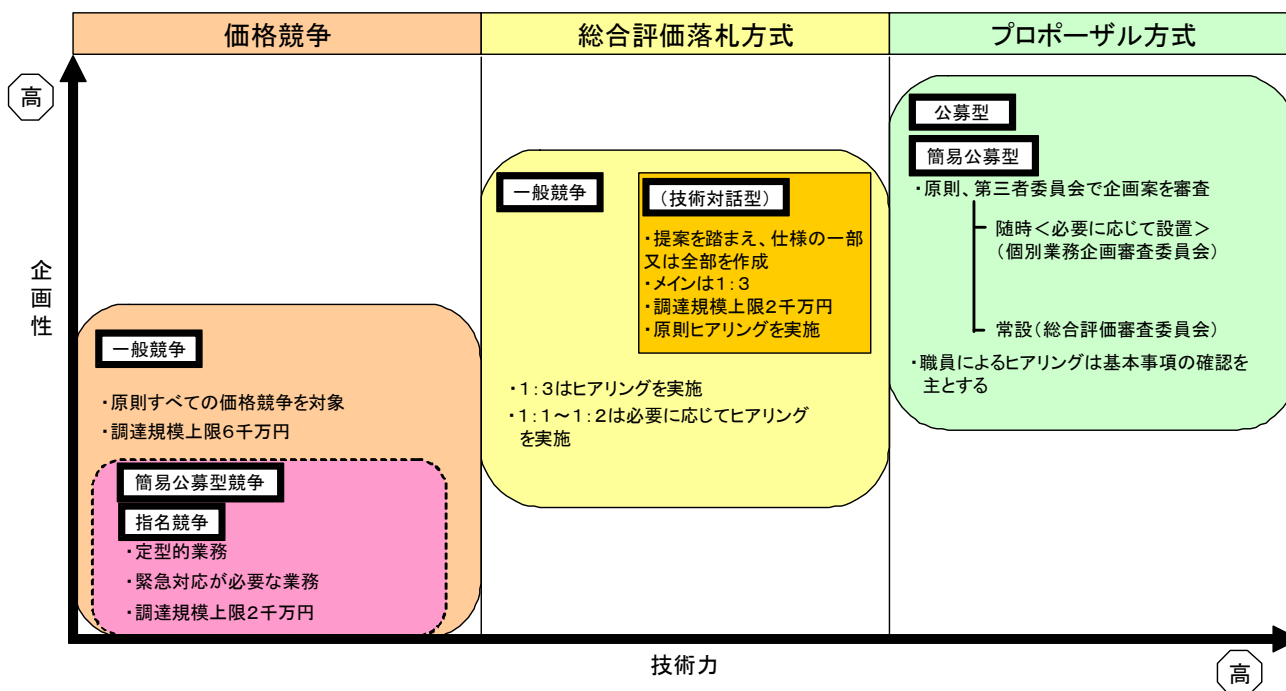 価格競争
総合評価落札方式
プロポーザル方式
高
企画性
一般競争
・原則すべての価格競争を対象
・調達規模上限6千万円
簡易公募型競争
指名競争
・定型的業務
・緊急対応が必要な業務
・調達規模上限2千万円
一般競争
(技術対話型)
・提案を踏まえ、仕様の一部
又は全部を作成
・メインは1:3
・調達規模上限2千万円
・原則ヒアリングを実施
・1:3はヒアリングを実施
・1:1~1:2は必要に応じてヒアリング
を実施
公募型
簡易公募型
・原則、第三者委員会で企画案を審査
随時<必要に応じて設置>
(個別業務企画審査委員会)
常設(総合評価審査委員会)
・職員によるヒアリングは基本事項の確認を
主とする
技術力
高